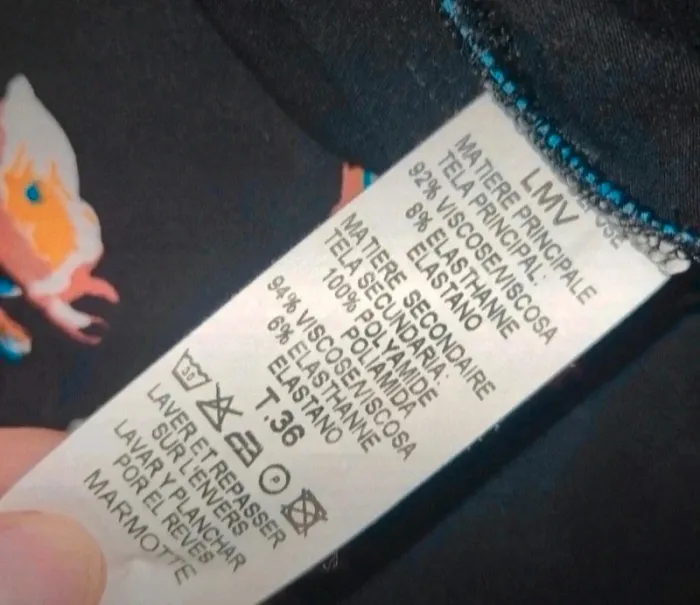 LMV
MATIERE PRINCIPALE
TELA PRINCIPAL:
92% VISCOSE/VISCOSA
8% ELASTHANNE
ELASTANO
MATIERE SECONDAIRE
TELA SECUNDARIA:
100% POLYAMIDE
POLIAMIDA
94% VISCOSE/VISCOSA
6% ELASTHANNE
ELASTANO
T.36
30
P
LAVER ET REPASSER
SUR L'ENVERS
LAVAR Y PLANCHAR
POR EL REVES
MARMOTTE